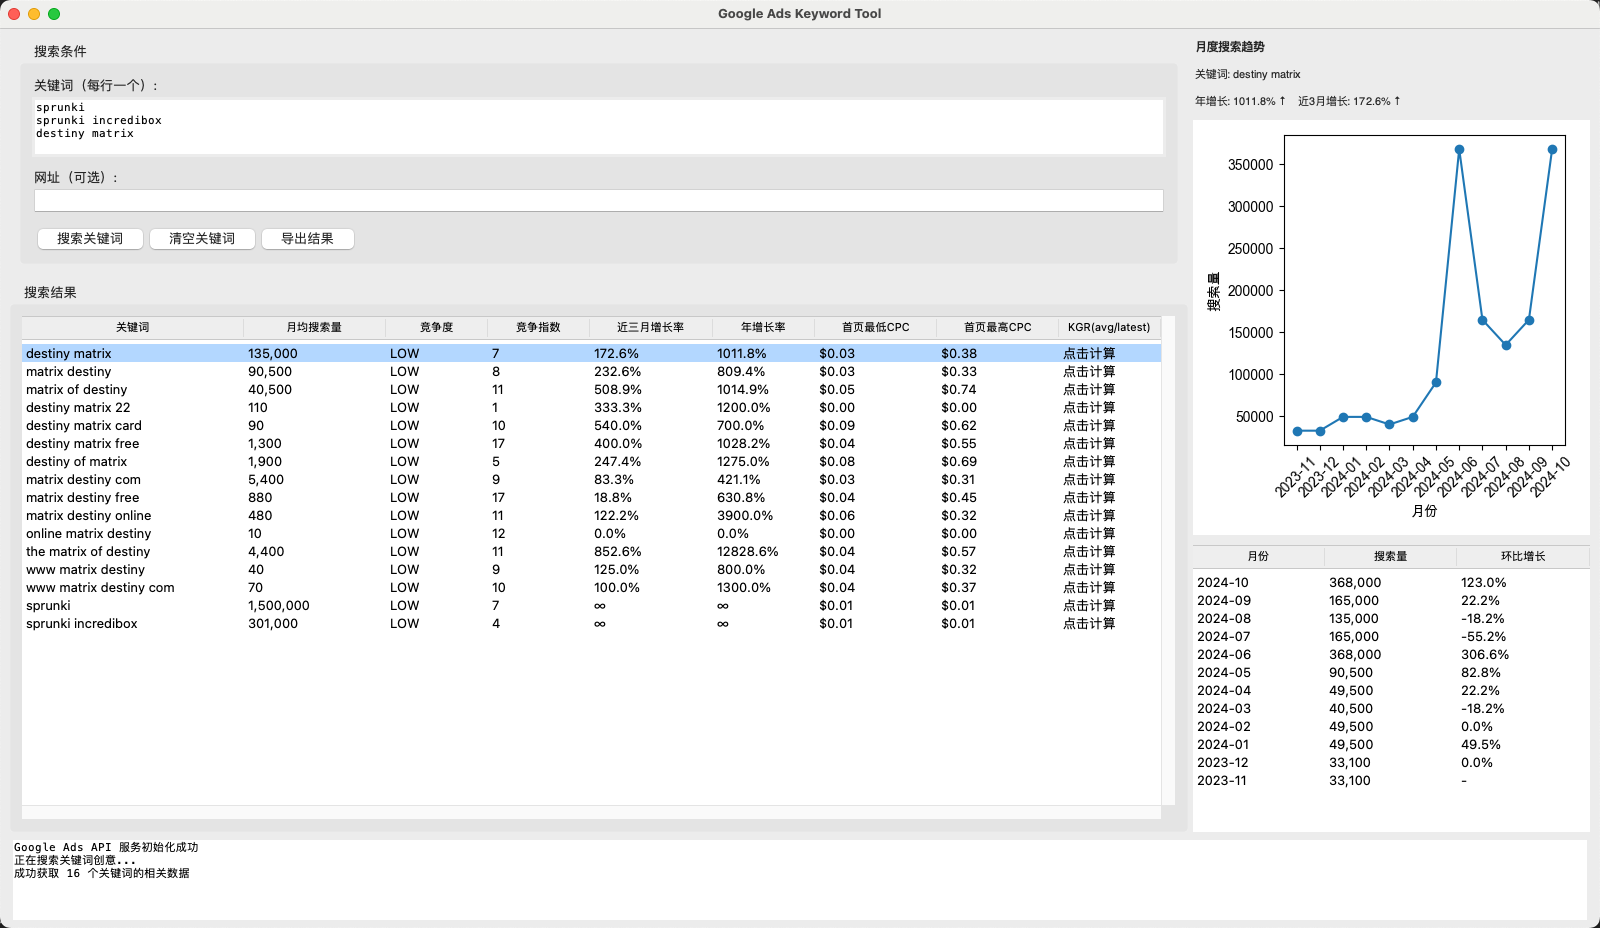 Google Ads Keyword Tool
搜索条件
关键词（每行一个）:
sprunki
sprunki incredibox
destiny matrix
网址（可选）:
搜索关键词 清空关键词 导出结果
搜索结果
关键词 月均搜索量 竞争度 竞争指数 近三月增长率 年增长率 首页最低CPC 首页最高CPC KGR(avg/latest)
destiny matrix 135,000 LOW 7 172.6% 1011.8% $0.03 $0.38 点击计算
matrix destiny 90,500 LOW 8 232.6% 809.4% $0.03 $0.33 点击计算
matrix of destiny 40,500 LOW 11 508.9% 1014.9% $0.05 $0.74 点击计算
destiny matrix 22 110 LOW 1 333.3% 1200.0% $0.00 $0.00 点击计算
destiny matrix card 90 LOW 10 540.0% 700.0% $0.09 $0.62 点击计算
destiny matrix free 1,300 LOW 17 400.0% 1028.2% $0.04 $0.55 点击计算
destiny of matrix 1,900 LOW 5 247.4% 1275.0% $0.08 $0.69 点击计算
matrix destiny com 5,400 LOW 9 83.3% 421.1% $0.03 $0.31 点击计算
matrix destiny free 880 LOW 17 18.8% 630.8% $0.04 $0.45 点击计算
matrix destiny online 480 LOW 11 122.2% 3900.0% $0.06 $0.32 点击计算
online matrix destiny 10 LOW 12 0.0% 0.0% $0.00 $0.00 点击计算
the matrix of destiny 4,400 LOW 11 852.6% 12828.6% $0.04 $0.57 点击计算
www matrix destiny 40 LOW 9 125.0% 800.0% $0.04 $0.32 点击计算
www matrix destiny com 70 LOW 10 100.0% 1300.0% $0.04 $0.37 点击计算
sprunki 1,500,000 LOW 7 ∞ ∞ $0.01 $0.01 点击计算
sprunki incredibox 301,000 LOW 4 ∞ ∞ $0.01 $0.01 点击计算
月度搜索趋势
关键词: destiny matrix
年增长: 1011.8% ↑ 近3月增长: 172.6% ↑
350000
300000
250000
200000
150000
100000
50000
搜索量
2023-11 2023-12 2024-01 2024-02 2024-03 2024-04 2024-05 2024-06 2024-07 2024-08 2024-09 2024-10
月份
月份 搜索量 环比增长
2024-10 368,000 123.0%
2024-09 165,000 22.2%
2024-08 135,000 -18.2%
2024-07 165,000 -55.2%
2024-06 368,000 306.6%
2024-05 90,500 82.8%
2024-04 49,500 22.2%
2024-03 40,500 -18.2%
2024-02 49,500 0.0%
2024-01 49,500 49.5%
2023-12 33,100 0.0%
2023-11 33,100 -
Google Ads API 服务初始化成功
正在搜索关键词创意...
成功获取 16 个关键词的相关数据